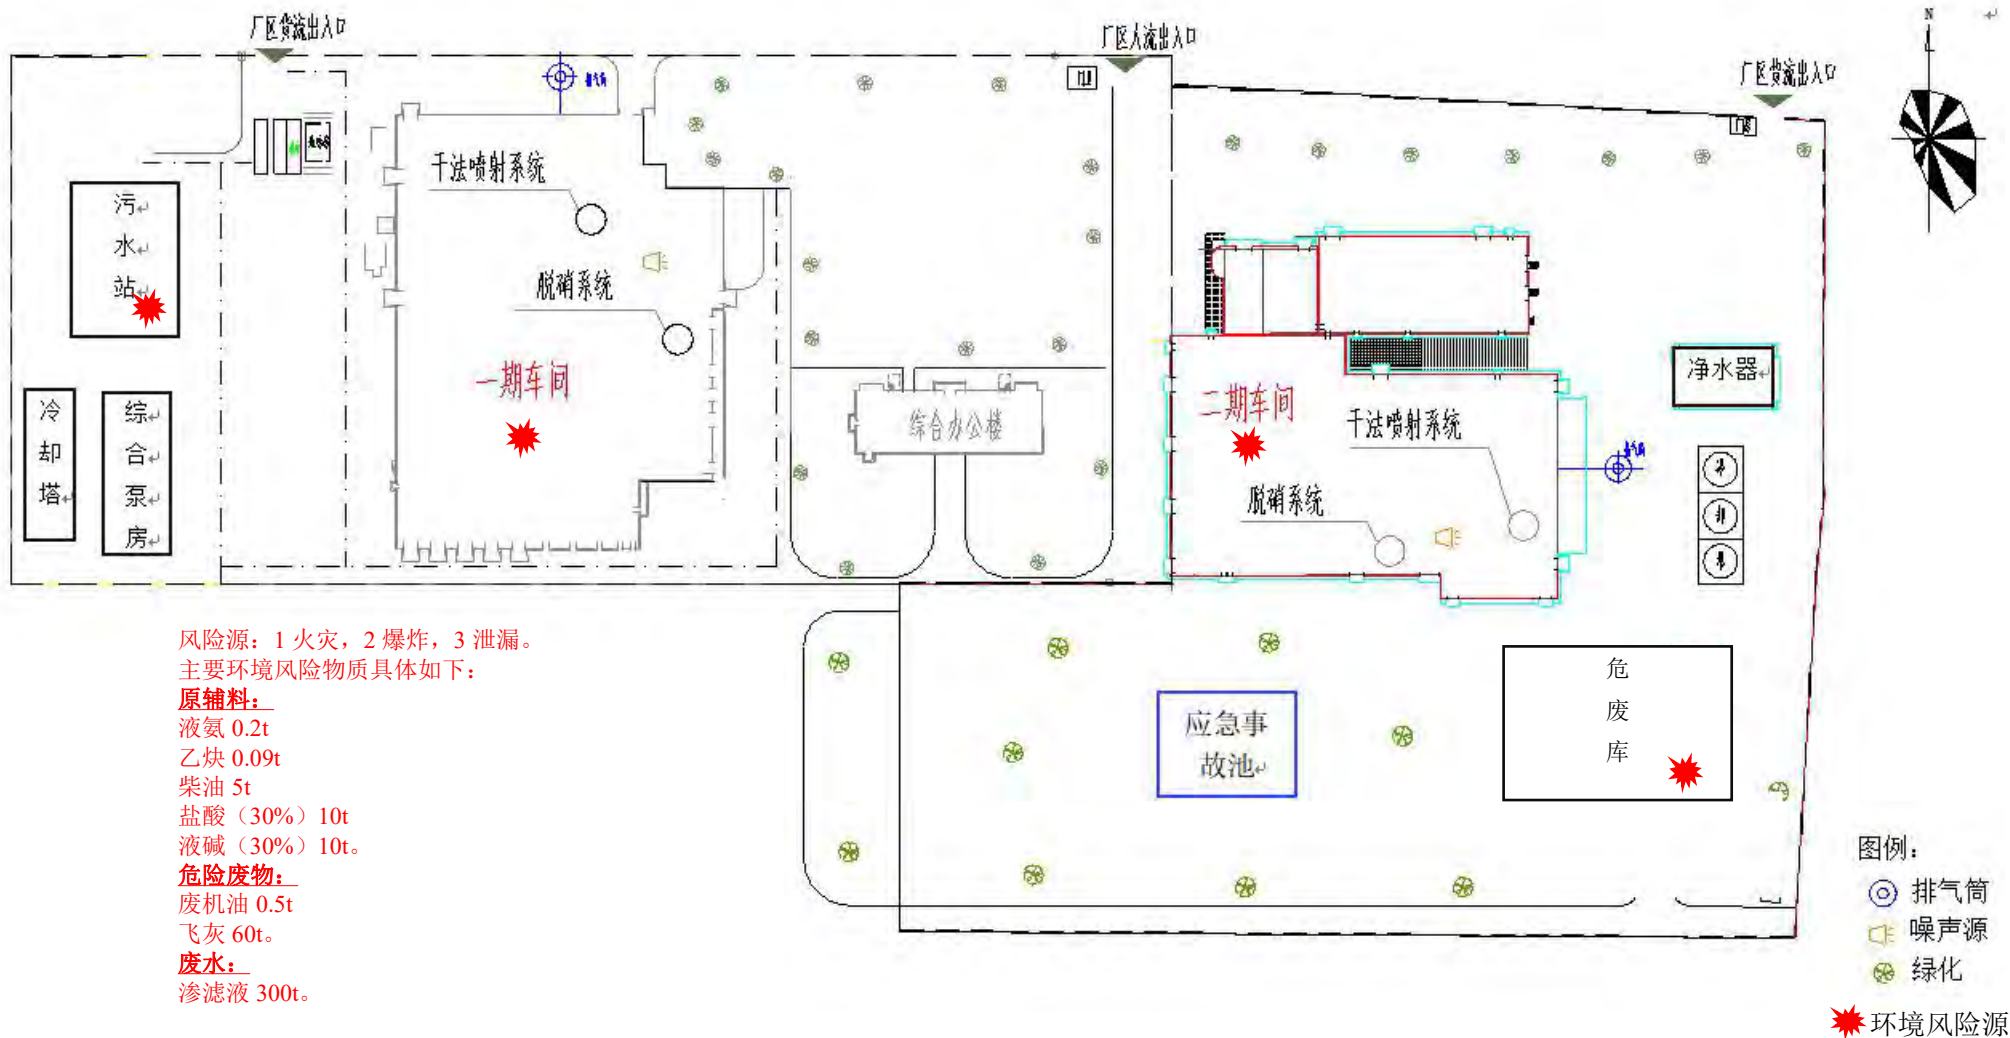 厂区货流出入口
厂区人流出入口
厂区货流出入口
N
干法喷射系统
脱硝系统
一期车间
污
水
站
冷
却
塔
综
合
泵
房
综合办公楼
二期车间
干法喷射系统
脱硝系统
净水器
应急事
故池
危
废
库
风险源：1 火灾，2 爆炸，3 泄漏。
主要环境风险物质具体如下：
原辅料：
液氨 0.2t
乙炔 0.09t
柴油 5t
盐酸（30%）10t
液碱（30%）10t。
危险废物：
废机油 0.5t
飞灰 60t。
废水：
渗滤液 300t。
图例：
排气筒
噪声源
绿化
环境风险源